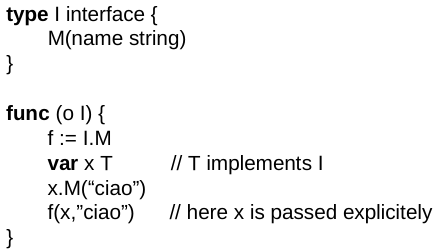 type I interface {
M(name string)
}
func (o I) {
f := I.M
var x T // T implements I
x.M(“ciao”)
f(x,”ciao”) // here x is passed explicitely
}